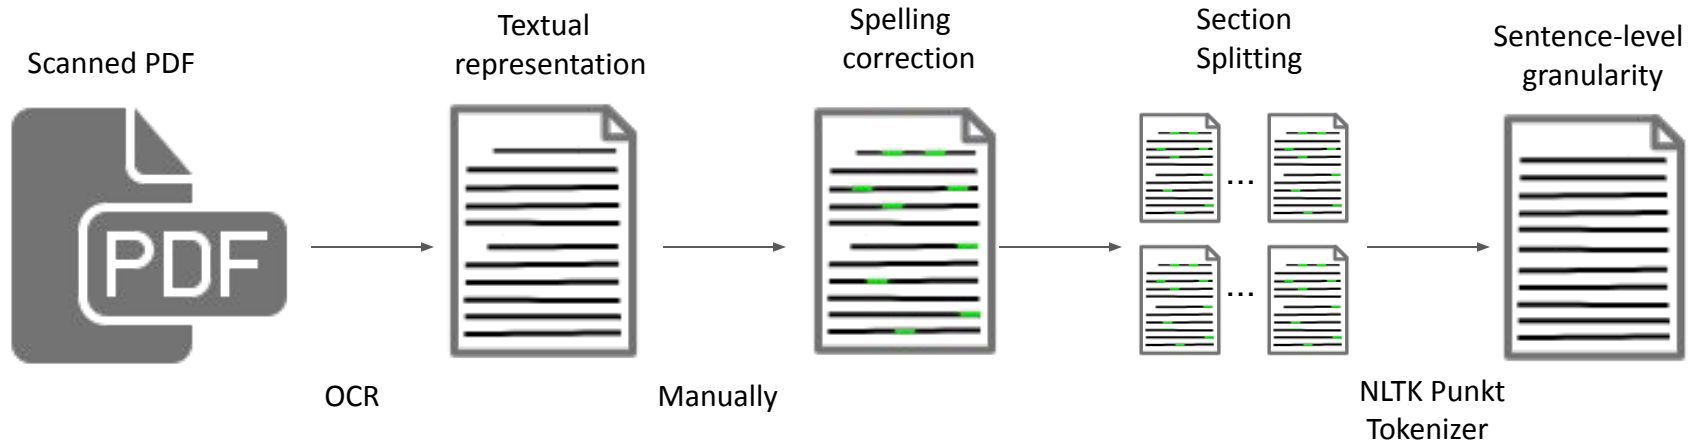 Scanned PDF
PDF
Textual
representation
Spelling
correction
Section
Splitting
...
...
Sentence-level
granularity
OCR
Manually
NLTK Punkt
Tokenizer